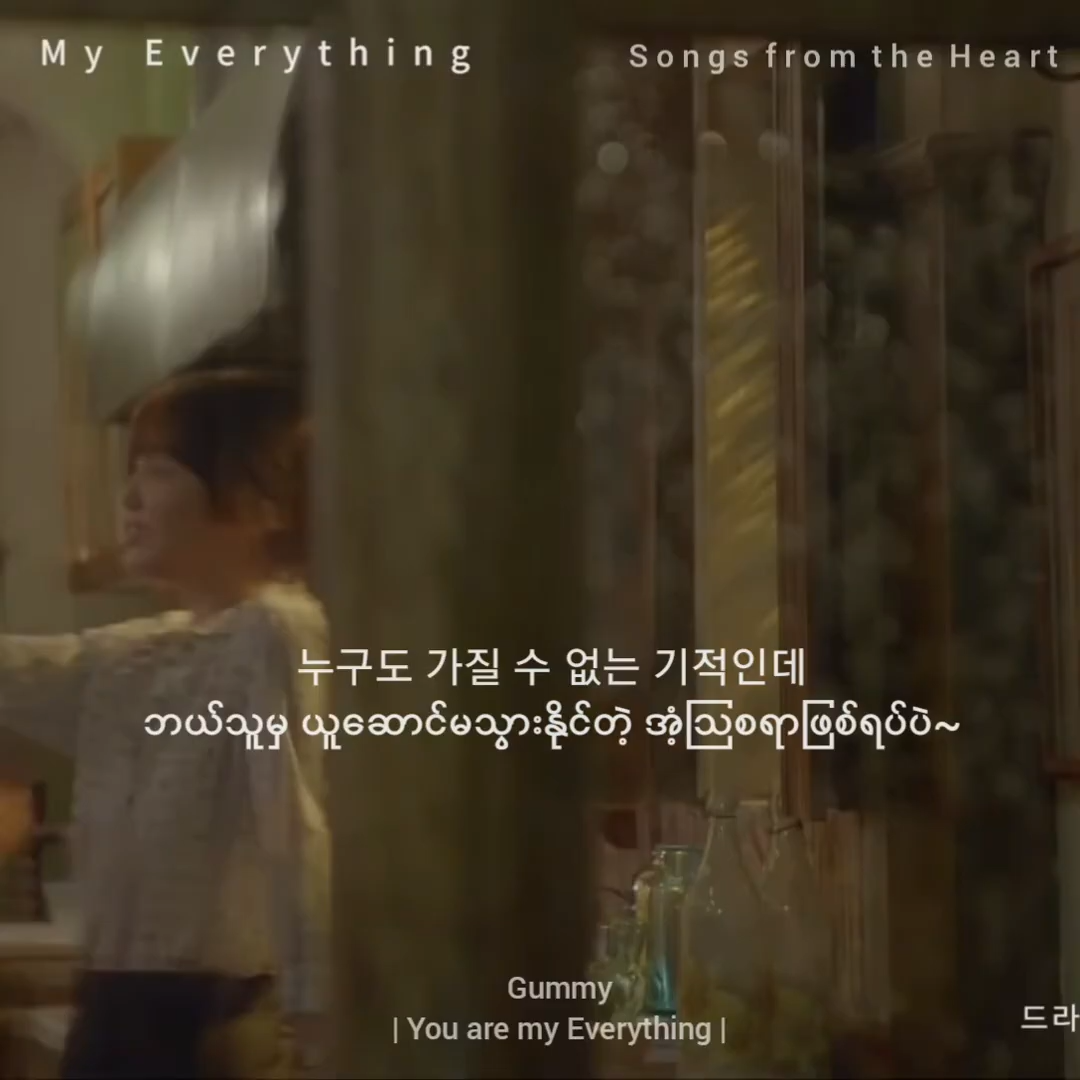 My Everything
Songs from the Heart
누구도 가질 수 없는 기적인데
ဘယ်သူမှ ယူဆောင်မသွားနိုင်တဲ့ အံ့ဩစရာဖြစ်ရပ်ပဲ~
Gummy
| You are my Everything |
드라